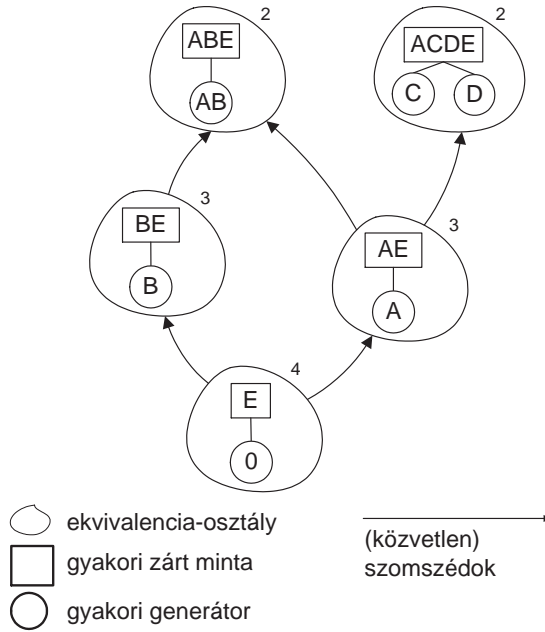 2
2
ABE
ACDE
AB
C
D
3
3
BE
AE
B
A
4
E
0
ekvivalencia-osztály
gyakori zárt minta
gyakori generátor
(közvetlen)
szomszédok